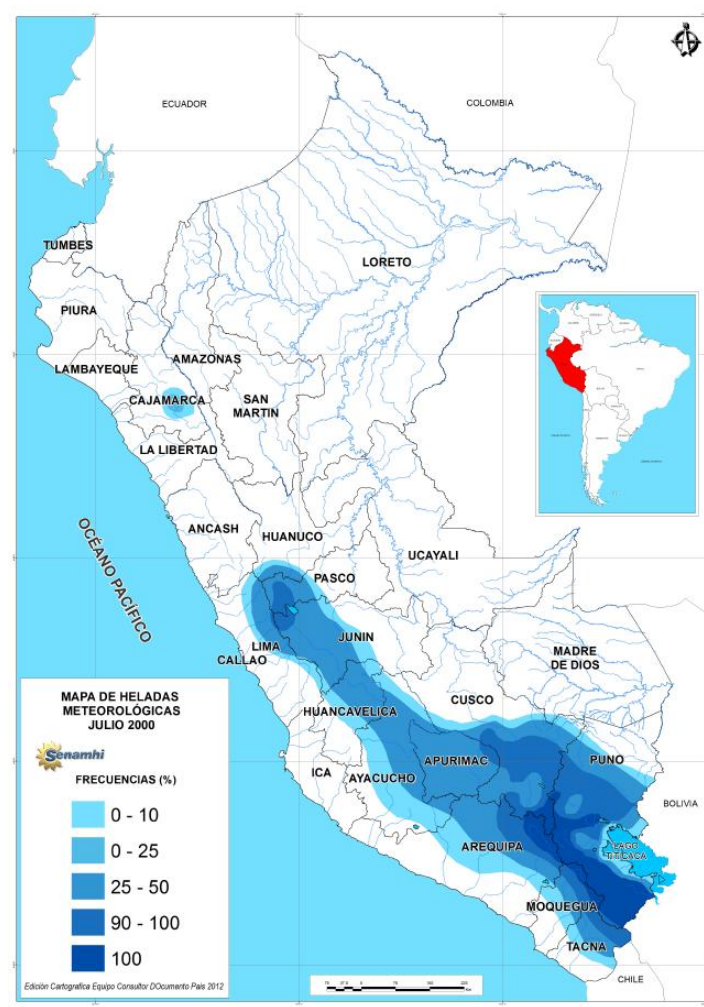 ECUADOR
COLOMBIA
TUMBES
LORETO
PIURA
LAMBAYEQUE
AMAZONAS
CAJAMARCA
SAN
MARTIN
LA LIBERTAD
ANCASH
HUANUCO
UCAYALI
PASCO
OCÉANO PACÍFICO
JUNIN
LIMA
CALLAO
MADRE
DE DIOS
CUSCO
HUANCAVELICA
APURIMAC
PUNO
ICA
AYACUCHO
BOLIVIA
LAGO
TITICACA
AREQUIPA
MOQUEGUA
TACNA
CHILE
MAPA DE HELADAS
METEOROLÓGICAS
JULIO 2000
Senamhi
FRECUENCIAS (%)
0 - 10
0 - 25
25 - 50
90 - 100
100
Edición Cartografica Equipo Consultor DOcumento Pais 2012